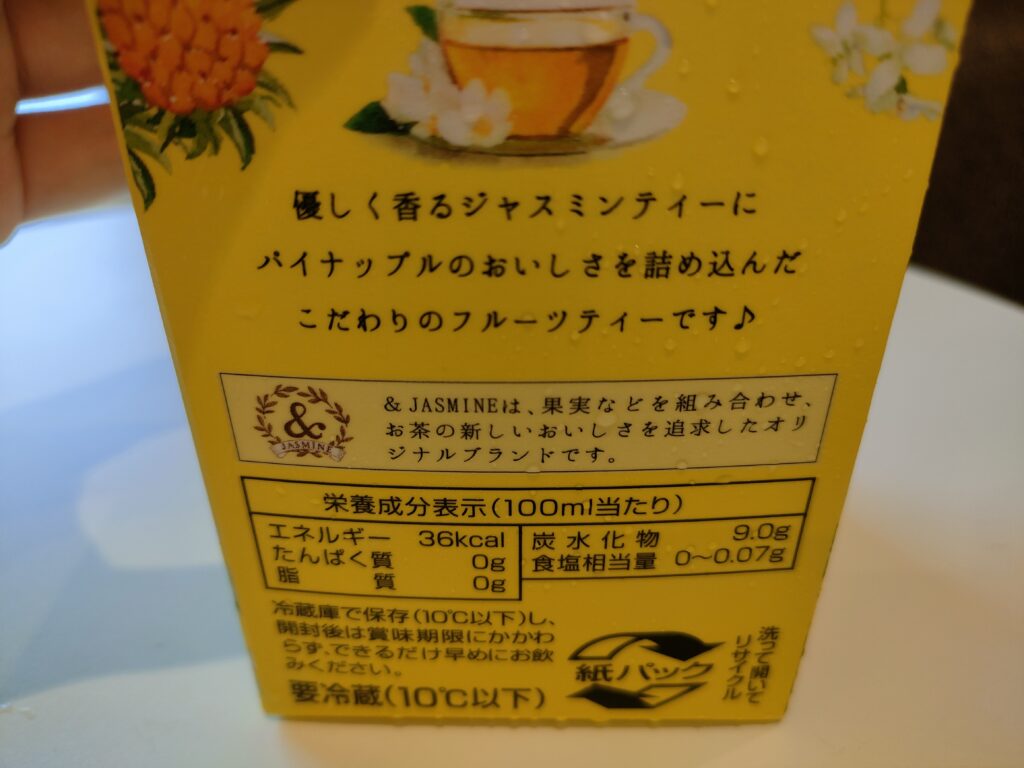 優しく香るジャスミンティーに
パイナップルのおいしさを詰め込んだ
こだわりのフルーツティーです♪
&
JASMINE
& JASMINEは、果実などを組み合わせ、
お茶の新しいおいしさを追求したオリ
ジナルブランドです。
栄養成分表示(100ml当たり)
エネルギー 36kcal
たんぱく質 0g
脂質 0g
炭水化物 9.0g
食塩相当量 0〜0.07g
冷蔵庫で保存(10℃以下)し、
開封後は賞味期限にかかわ
らず、できるだけ早めにお飲
みください。
要冷蔵(10℃以下)
紙パック
洗って開いて
リサイクル